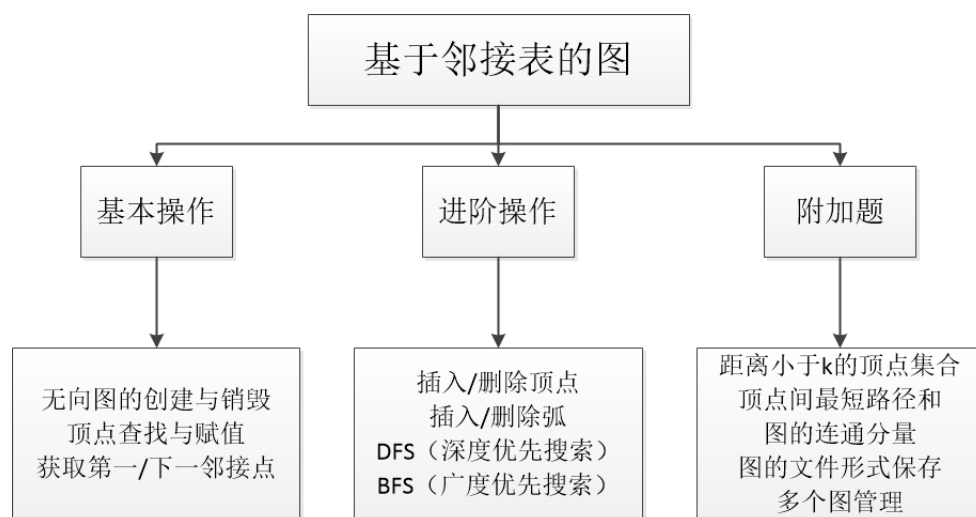 基于邻接表的图
基本操作
进阶操作
附加题
无向图的创建与销毁
顶点查找与赋值
获取第一/下一邻接点
插入/删除顶点
插入/删除弧
DFS（深度优先搜索）
BFS（广度优先搜索）
距离小于k的顶点集合
顶点间最短路径和
图的连通分量
图的文件形式保存
多个图管理